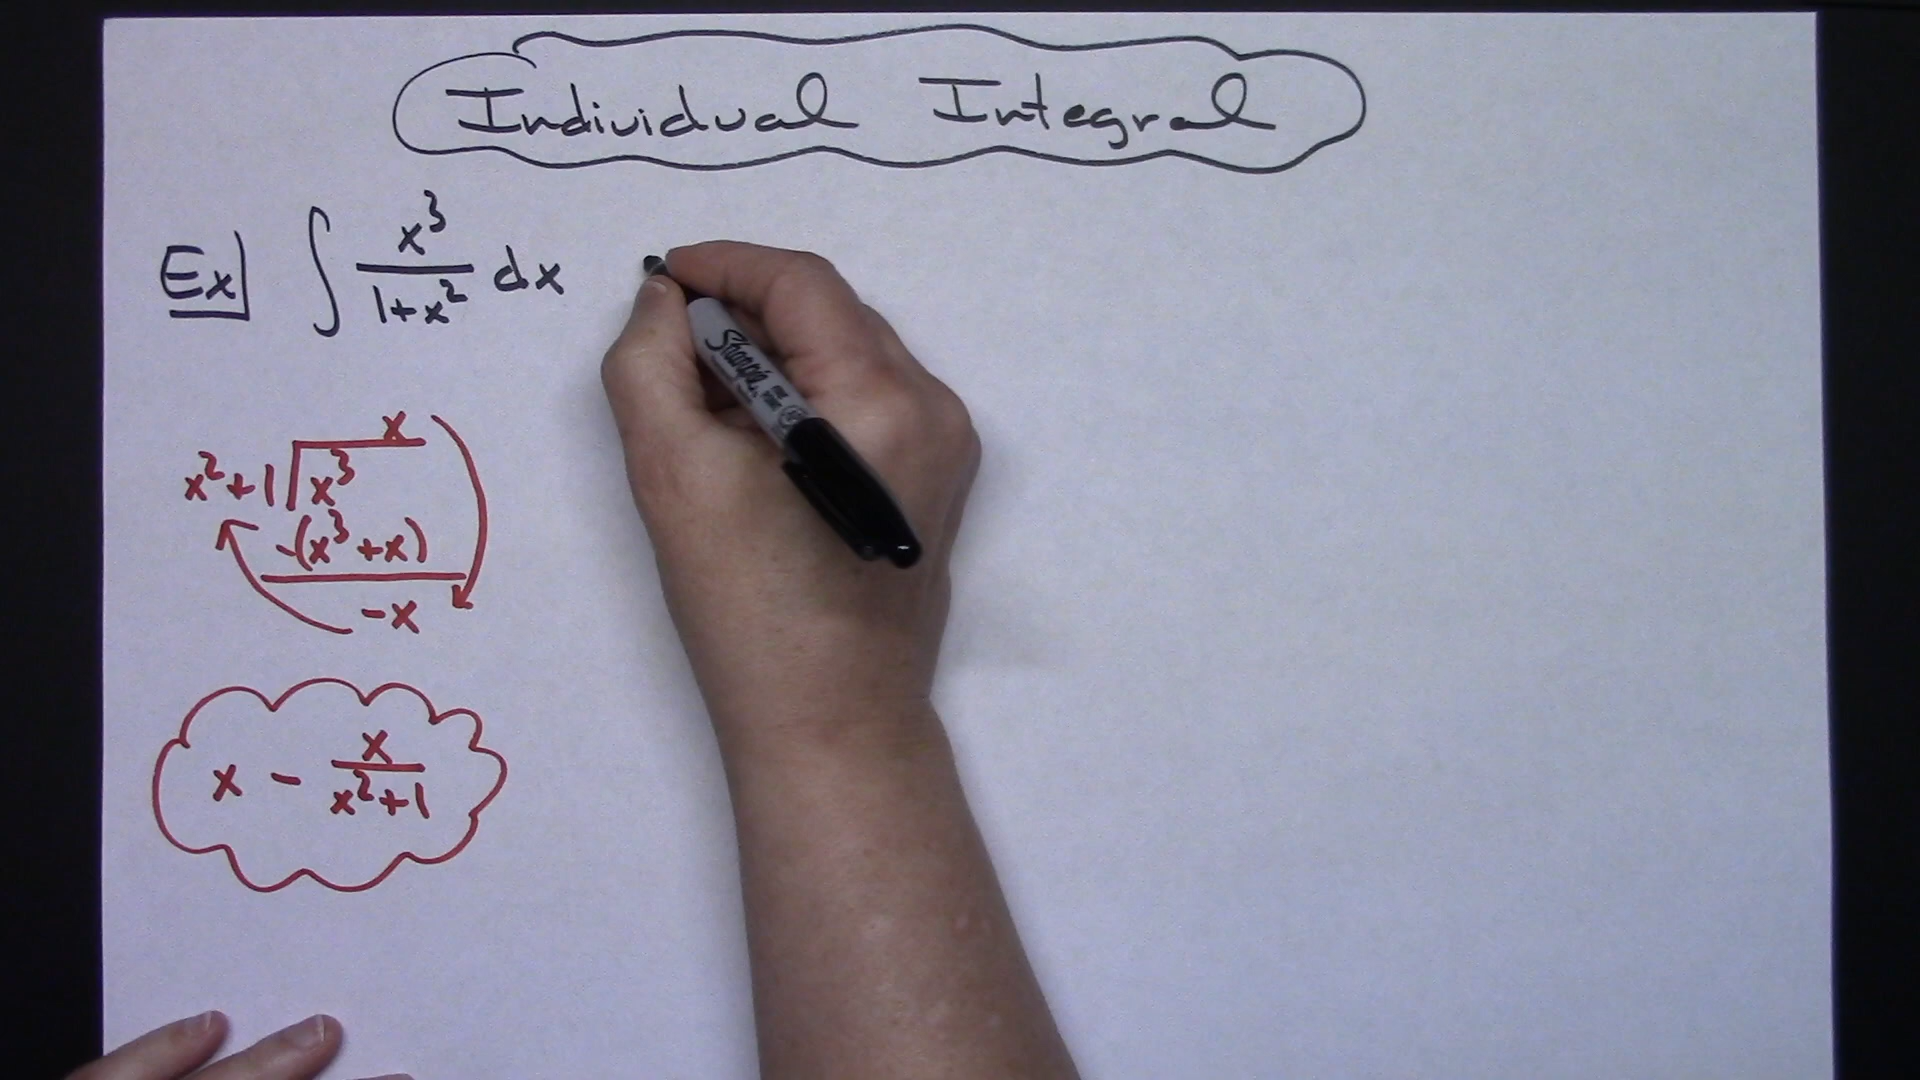 Individual Integral
Ex ∫ x³/(1+x²) dx
x
x²+1 x³
-(x³+x)
-x
x - x/(x²+1)
Sharpie